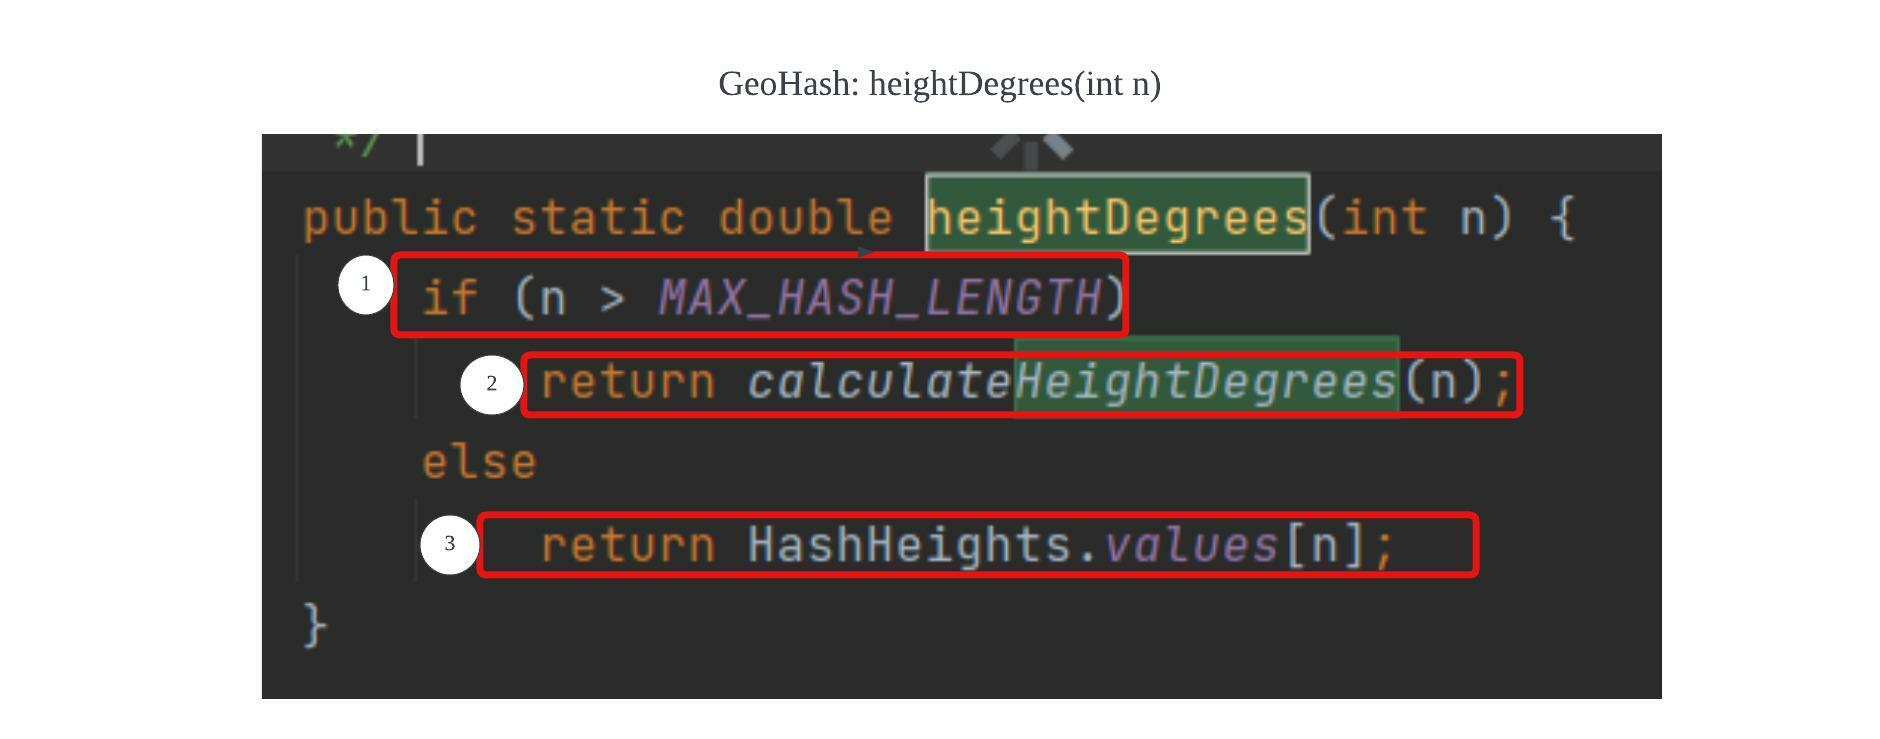 GeoHash: heightDegrees(int n)
*/
public static double heightDegrees(int n) {
1
if (n > MAX_HASH_LENGTH)
2
return calculateHeightDegrees(n);
else
3
return HashHeights.values[n];
}